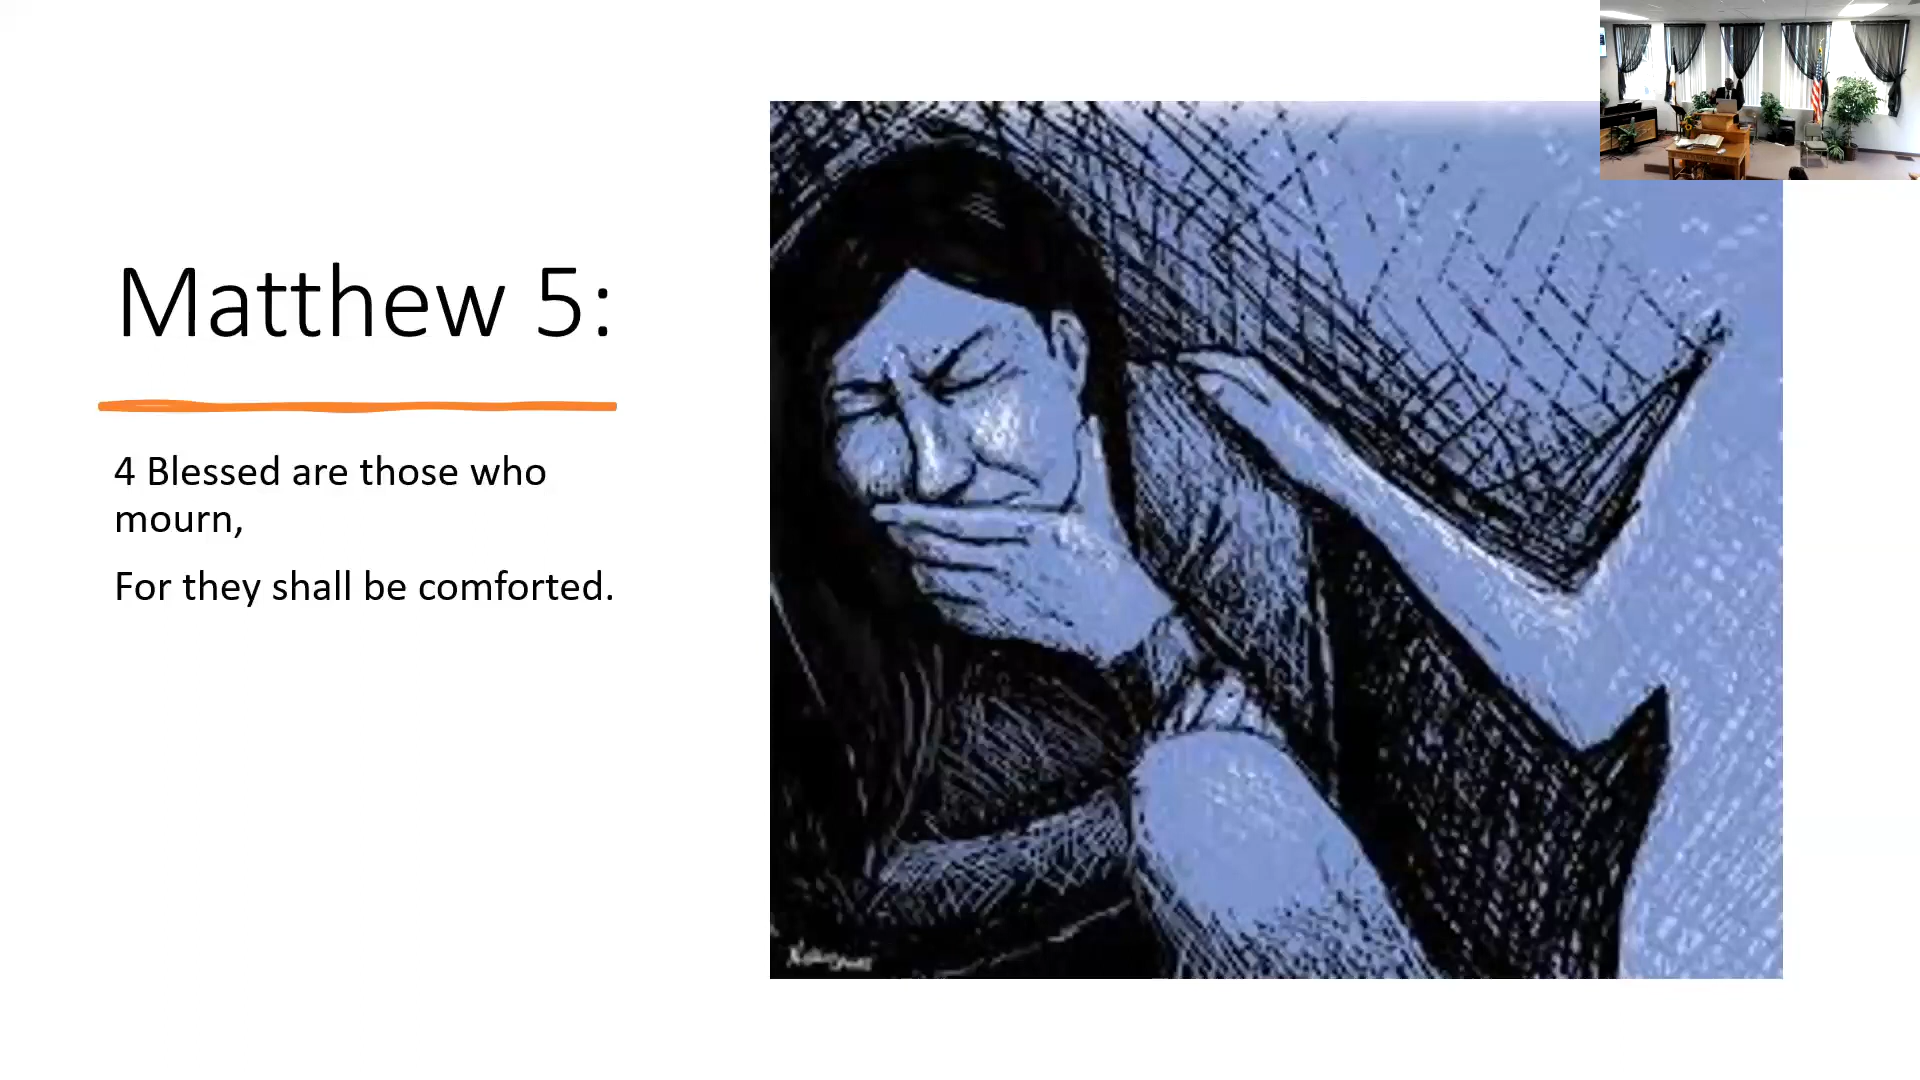 Matthew 5:
4 Blessed are those who
mourn,
For they shall be comforted.